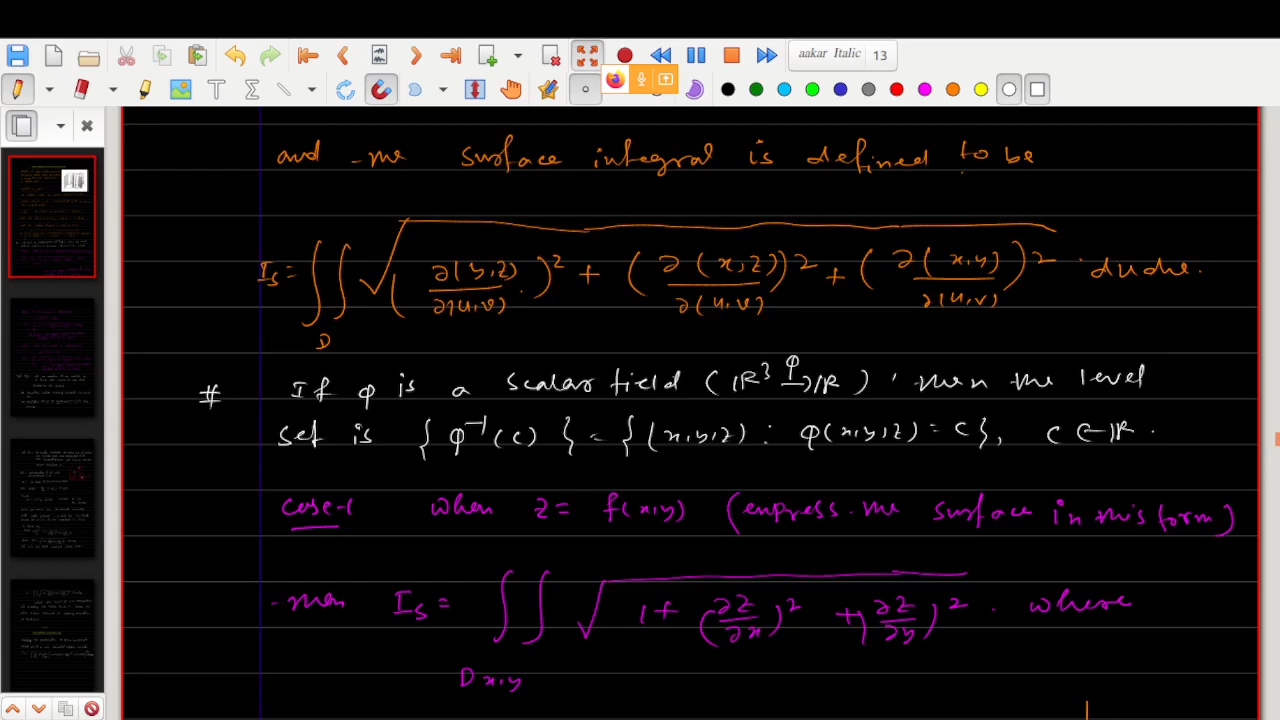 aakar Italic 13
and the surface integral is defined to be
I_S = ∫∫_D √( (∂(y,z)/∂(u,v))² + (∂(x,z)/∂(u,v))² + (∂(x,y)/∂(u,v))² ) · du dv.
# If φ is a scalar field (ℝ³ →^φ ℝ), then the level
set is {φ⁻¹(c)} = {(x,y,z). φ(x,y,z) = c}, c ∈ ℝ.
case-1 when z = f(x,y) (express the surface in this form)
then I_S = ∫∫_{D x,y} √( 1 + (∂z/∂x)² + (∂z/∂y)² ) . where